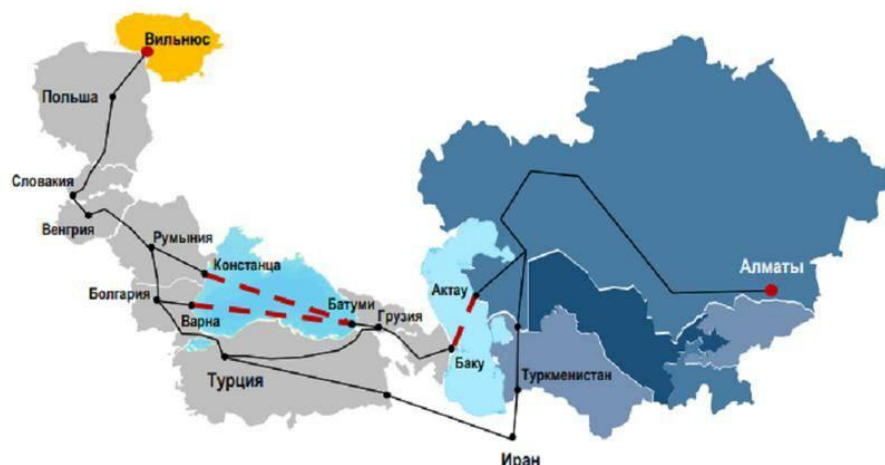 Вильнюс
Польша
Словакия
Венгрия
Румыния
Констанца
Болгария
Варна
Батуми
Грузия
Турция
Актау
Баку
Алматы
Туркменистан
Иран